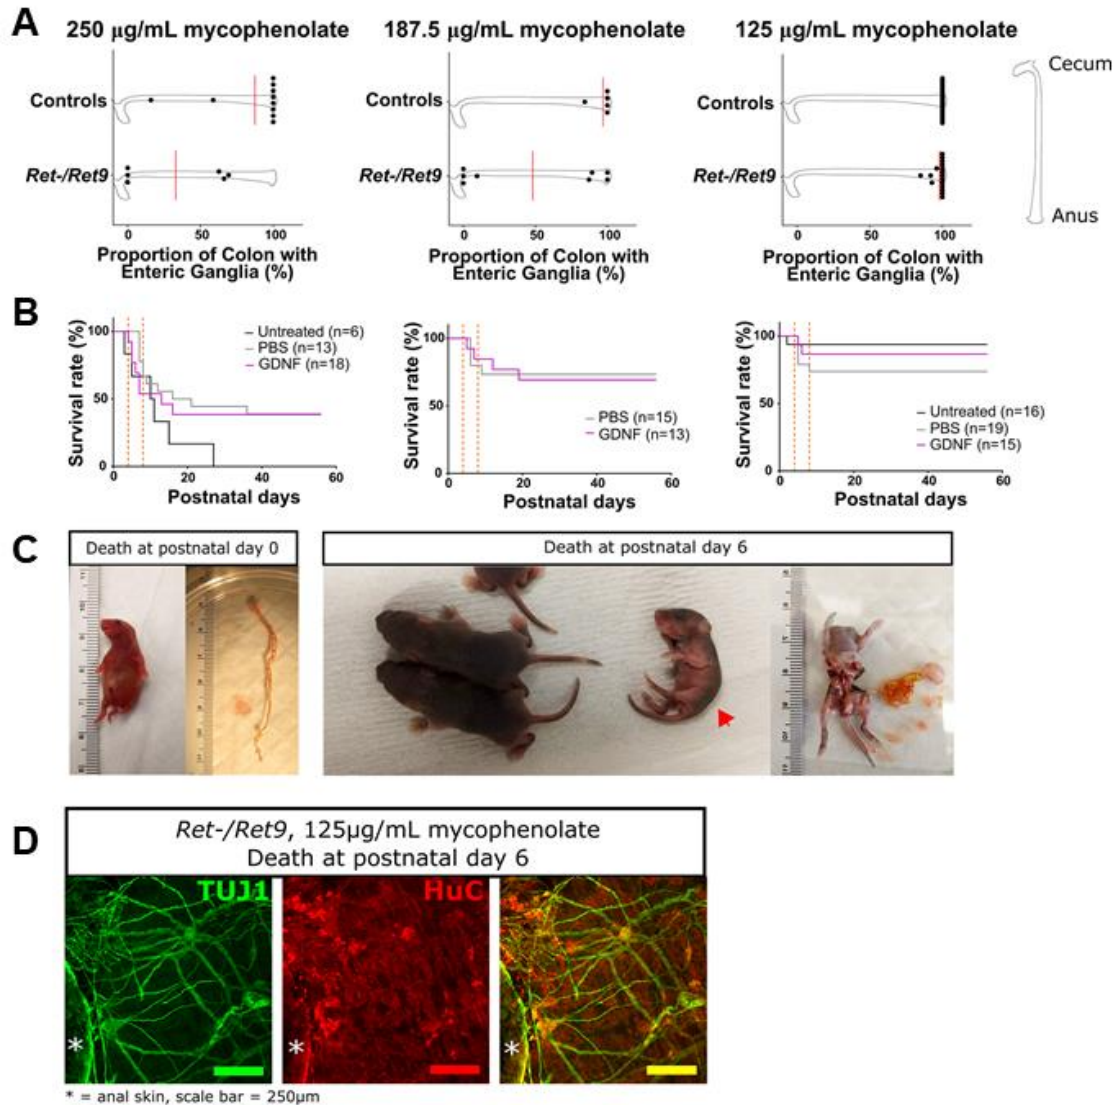 A
250 µg/mL mycophenolate
187.5 µg/mL mycophenolate
125 µg/mL mycophenolate
Controls
Ret-/Ret9
0 50 100
Proportion of Colon with
Enteric Ganglia (%)
Controls
Ret-/Ret9
0 50 100
Proportion of Colon with
Enteric Ganglia (%)
Controls
Ret-/Ret9
0 50 100
Proportion of Colon with
Enteric Ganglia (%)
Cecum
Anus
B
Survival rate (%)
100
50
0
Untreated (n=6)
PBS (n=13)
GDNF (n=18)
0 20 40 60
Postnatal days
Survival rate (%)
100
50
0
PBS (n=15)
GDNF (n=13)
0 20 40 60
Postnatal days
Survival rate (%)
100
50
0
Untreated (n=16)
PBS (n=19)
GDNF (n=15)
0 20 40 60
Postnatal days
C
Death at postnatal day 0
Death at postnatal day 6
D
Ret-/Ret9, 125µg/mL mycophenolate
Death at postnatal day 6
TUJ1
HuC
*
*
*
* = anal skin, scale bar = 250µm